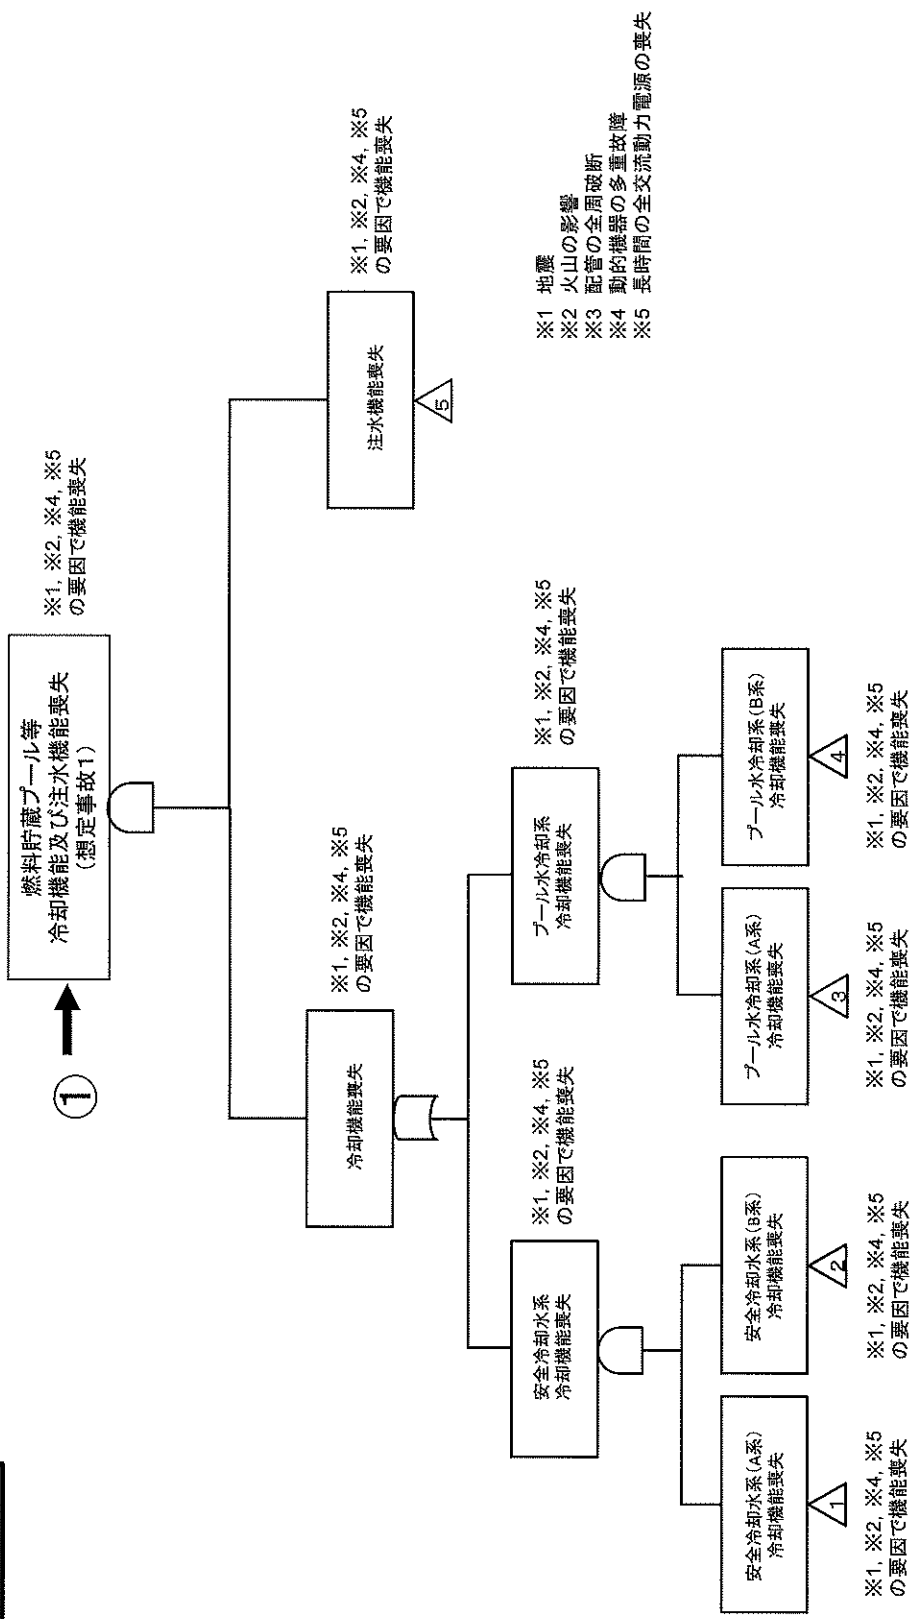 ①
燃料貯蔵プール等
冷却機能及び注水機能喪失
(想定事故1)
※1, ※2, ※4, ※5
の要因で機能喪失
冷却機能喪失
※1, ※2, ※4, ※5
の要因で機能喪失
注水機能喪失
※1, ※2, ※4, ※5
の要因で機能喪失
5
安全冷却水系
冷却機能喪失
※1, ※2, ※4, ※5
の要因で機能喪失
プール水冷却系
冷却機能喪失
※1, ※2, ※4, ※5
の要因で機能喪失
安全冷却水系(A系)
冷却機能喪失
1
※1, ※2, ※4, ※5
の要因で機能喪失
安全冷却水系(B系)
冷却機能喪失
2
※1, ※2, ※4, ※5
の要因で機能喪失
プール水冷却系(A系)
冷却機能喪失
3
※1, ※2, ※4, ※5
の要因で機能喪失
プール水冷却系(B系)
冷却機能喪失
4
※1, ※2, ※4, ※5
の要因で機能喪失
※1 地震
※2 火山の影響
※3 配管の全周破断
※4 動的機器の多重故障
※5 長時間の全交流動力電源の喪失